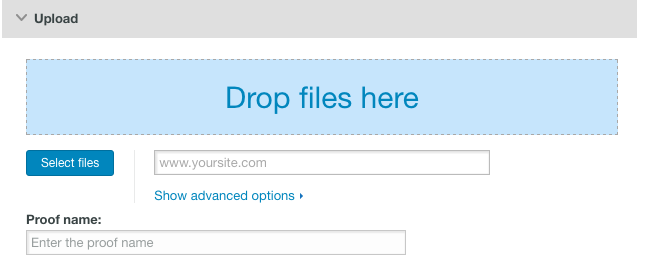 Upload
Drop files here
Select files
www.yoursite.com
Show advanced options
Proof name:
Enter the proof name